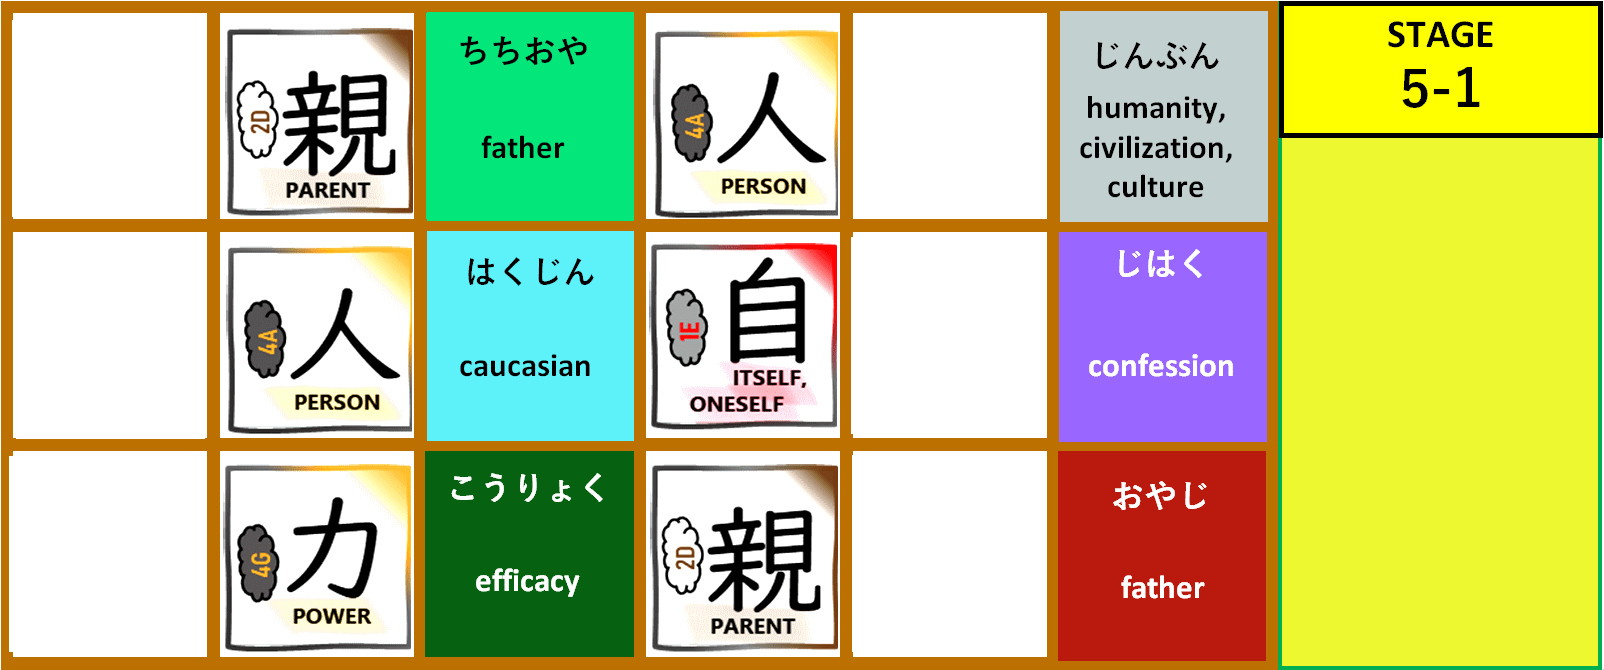 2D
親
PARENT
ちちおや
father
4A
人
PERSON
じんぶん
humanity,
civilization,
culture
STAGE
5-1
4A
人
PERSON
はくじん
caucasian
1E
自
ITSELF,
ONESELF
じはく
confession
4G
力
POWER
こうりょく
efficacy
2D
親
PARENT
おやじ
father